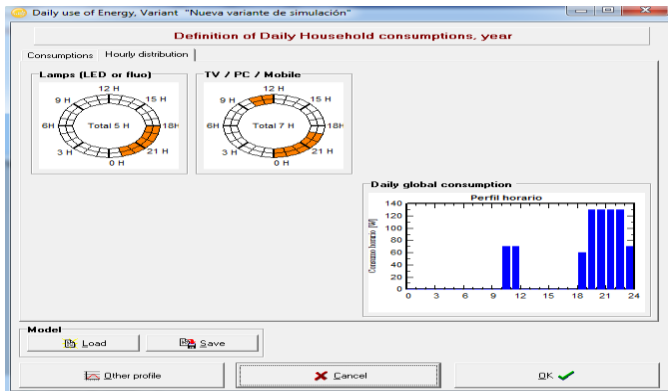 Daily use of Energy, Variant "Nueva variante de simulación"
Definition of Daily Household consumptions, year
Consumptions Hourly distribution
Lamps (LED or fluo)
12 H
9 H 15 H
6H Total 5 H 18H
3 H 21 H
0 H
TV / PC / Mobile
12 H
9 H 15 H
6H Total 7 H 18H
3 H 21 H
0 H
Daily global consumption
Perfil horario
Consumo horario [W]
140
120
100
80
60
40
20
0
0 3 6 9 12 15 18 21 24
Model
Load Save
Other profile Cancel OK